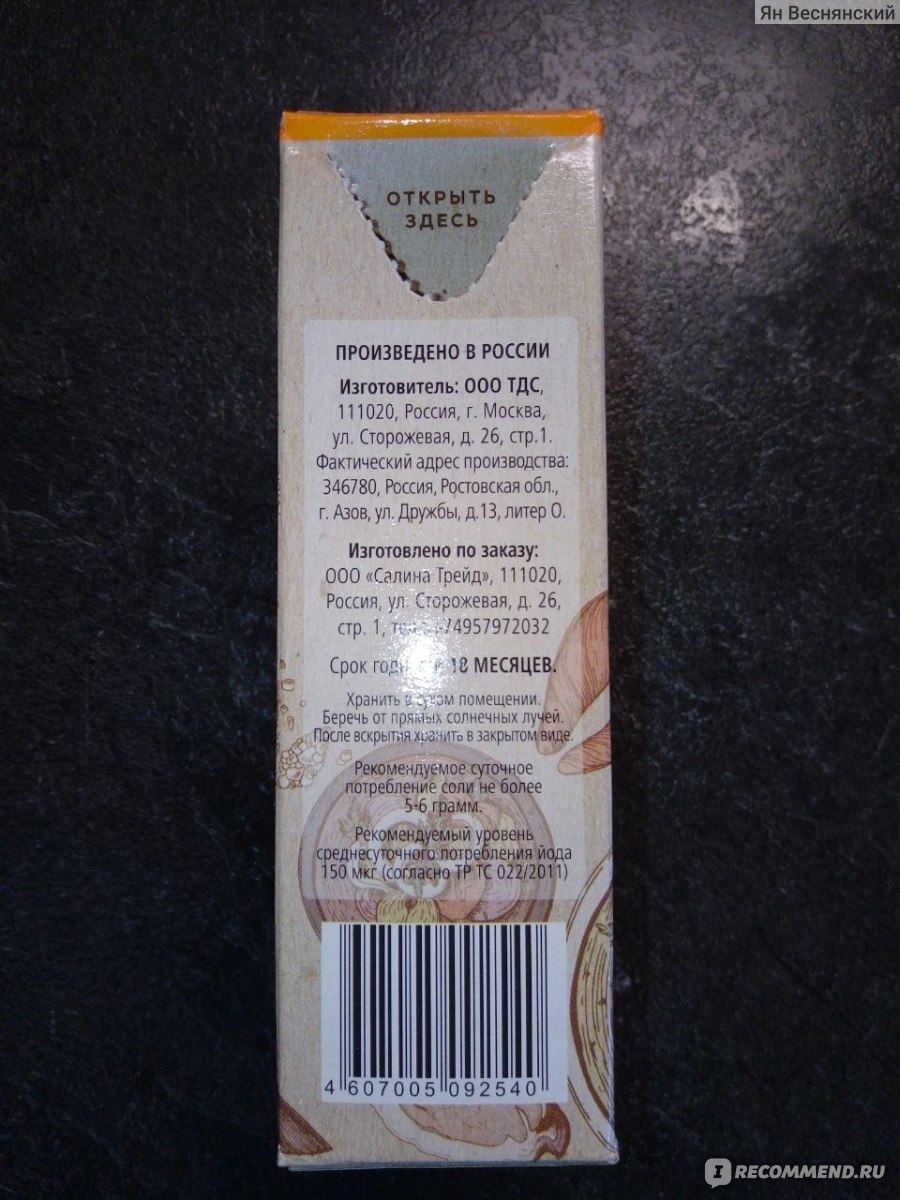 Ян Веснянский
ОТКРЫТЬ
ЗДЕСЬ
ПРОИЗВЕДЕНО В РОССИИ
Изготовитель: ООО ТДС,
111020, Россия, г. Москва,
ул. Сторожевая, д. 26, стр.1.
Фактический адрес производства:
346780, Россия, Ростовская обл.,
г. Азов, ул. Дружбы, д.13, литер О.
Изготовлено по заказу:
ООО «Салина Трейд», 111020,
Россия, ул. Сторожевая, д. 26,
стр. 1, +74957972032
Срок 18 МЕСЯЦЕВ.
Хранить в сухом помещении.
Беречь от прямых солнечных лучей.
После вскрытия хранить в закрытом виде.
Рекомендуемое суточное
потребление соли не более
5-6 грамм.
Рекомендуемый уровень
среднесуточного потребления йода
150 мкг (согласно ТР ТС 022/2011)
4 607005 092540
IRECOMMEND.RU